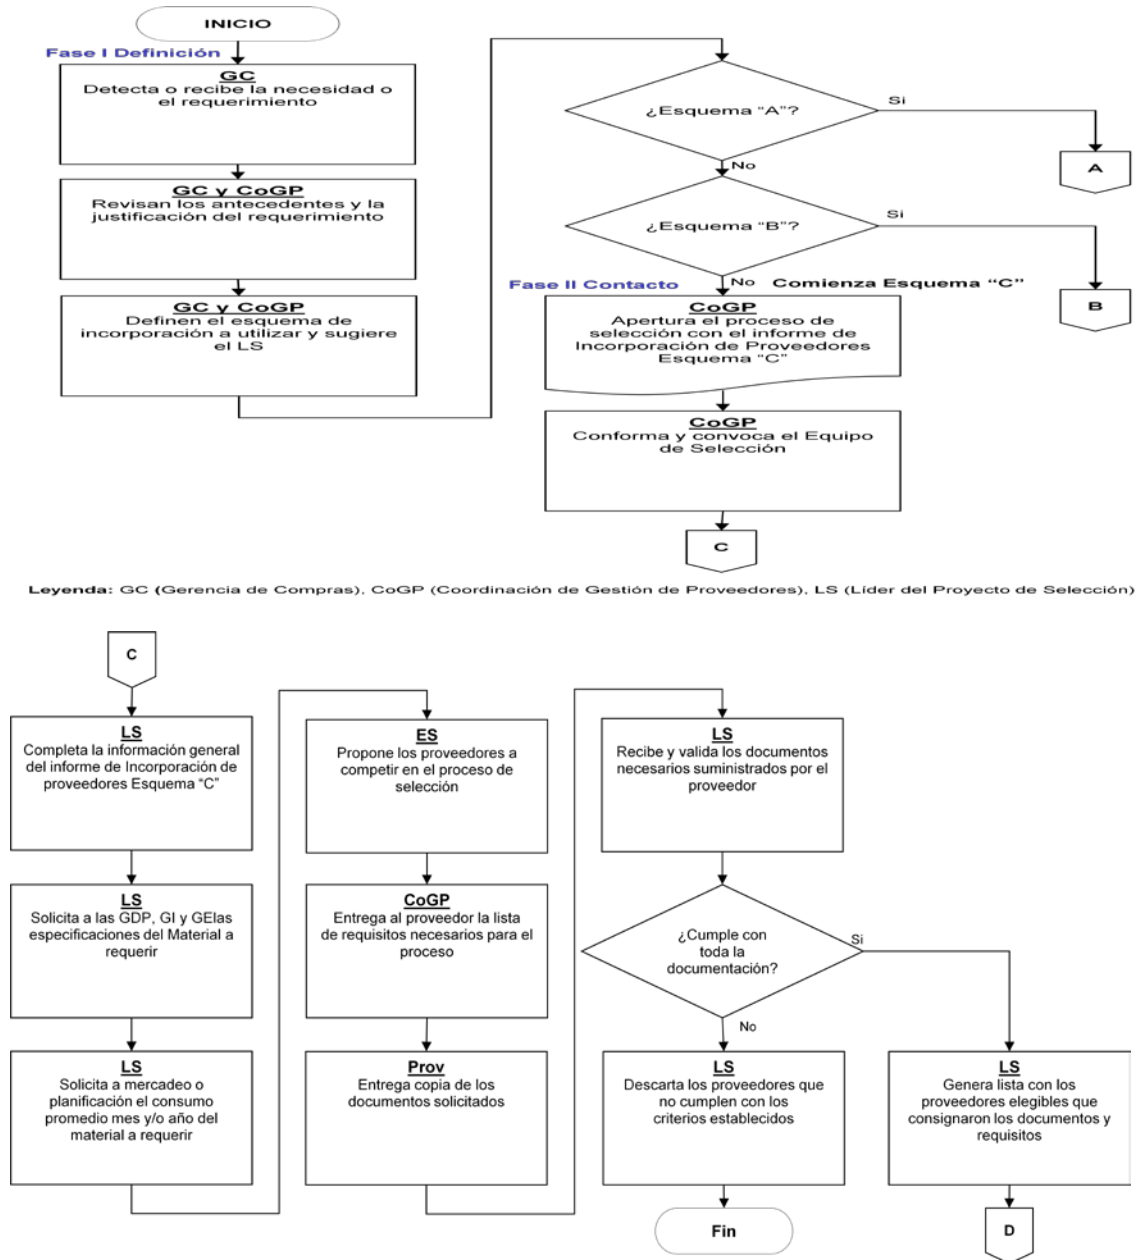 INICIO
Fase I Definición
GC
Detecta o recibe la necesidad o
el requerimiento
GC y CoGP
Revisan los antecedentes y la
justificación del requerimiento
GC y CoGP
Definen el esquema de
incorporación a utilizar y sugiere
el LS
¿Esquema “A”?
Si
A
No
¿Esquema “B”?
Si
B
No
Comienza Esquema “C”
Fase II Contacto
CoGP
Apertura el proceso de
selección con el informe de
Incorporación de Proveedores
Esquema “C”
CoGP
Conforma y convoca el Equipo
de Selección
C
Leyenda: GC (Gerencia de Compras), CoGP (Coordinación de Gestión de Proveedores), LS (Líder del Proyecto de Selección)
C
LS
Completa la información general
del informe de Incorporación de
proveedores Esquema “C”
LS
Solicita a las GDP, GI y GElas
especificaciones del Material a
requerir
LS
Solicita a mercadeo o
planificación el consumo
promedio mes y/o año del
material a requerir
ES
Propone los proveedores a
competir en el proceso de
selección
CoGP
Entrega al proveedor la lista
de requisitos necesarios para el
proceso
Prov
Entrega copia de los
documentos solicitados
LS
Recibe y valida los documentos
necesarios suministrados por el
proveedor
¿Cumple con
toda la
documentación?
Si
No
LS
Descarta los proveedores que
no cumplen con los
criterios establecidos
Fin
LS
Genera lista con los
proveedores elegibles que
consignaron los documentos y
requisitos
D